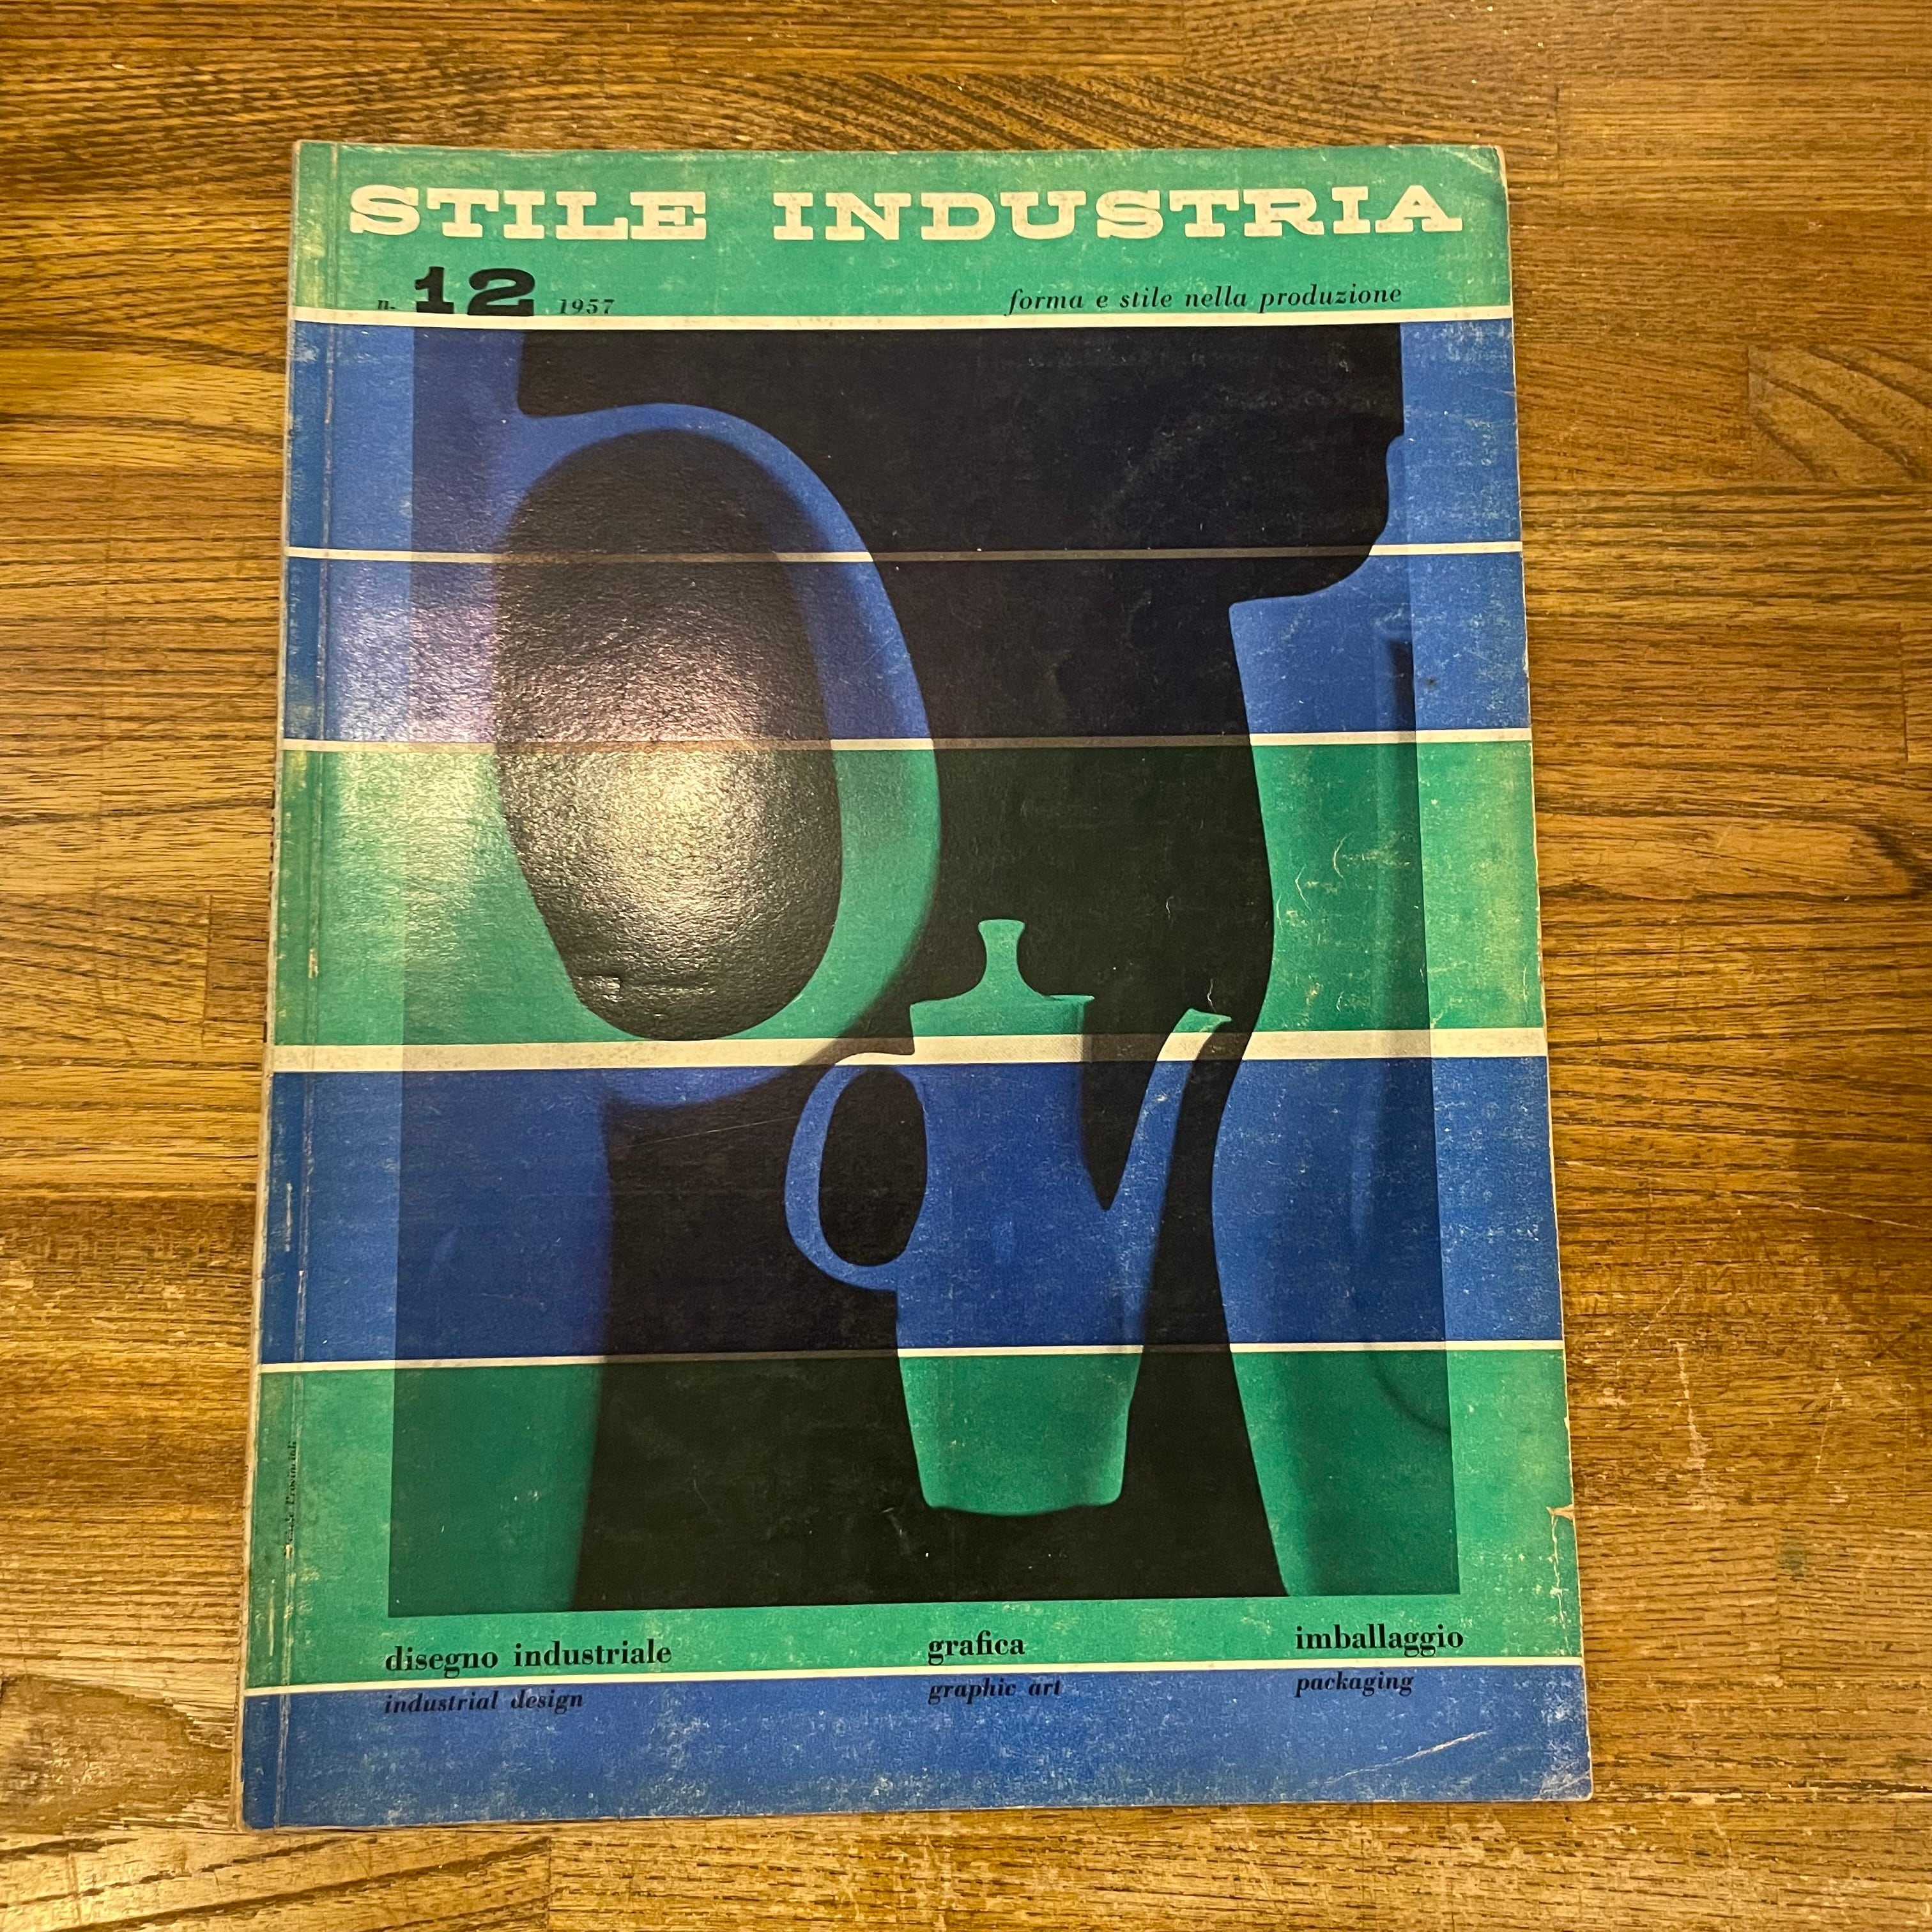 STILE INDUSTRIA
n. 12 1957
forma e stile nella produzione
disegno industriale
grafica
imballaggio
industrial design
graphic art
packaging